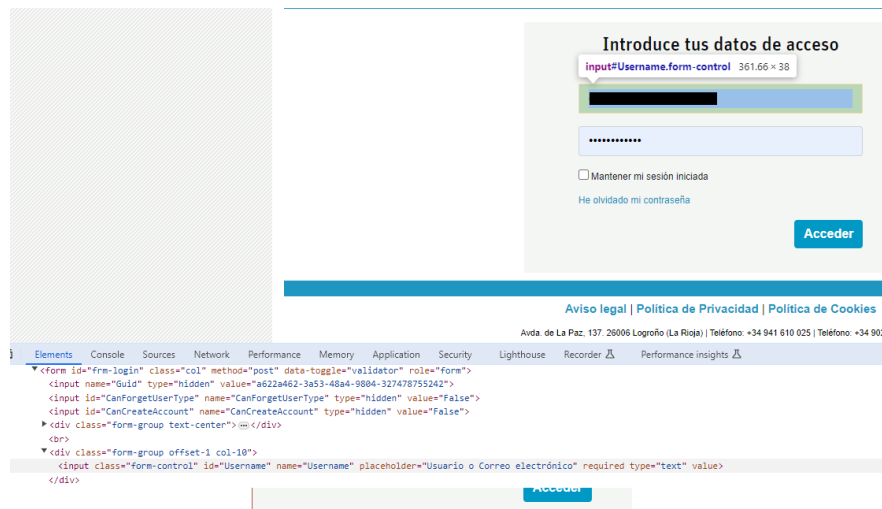 Introduce tus datos de acceso
input#Username.form-control 361.66 × 38
••••••••••••
Mantener mi sesión iniciada
He olvidado mi contraseña
Acceder
Aviso legal | Política de Privacidad | Política de Cookies
Avda. de La Paz, 137. 26006 Logroño (La Rioja) | Teléfono: +34 941 610 025 | Teléfono: +34 902
Elements Console Sources Network Performance Memory Application Security Lighthouse Recorder Performance insights
<form id="frm-login" class="col" method="post" data-toggle="validator" role="form">
<input name="Guid" type="hidden" value="a622a462-3a53-48a4-9804-327478755242">
<input id="CanForgetUserType" name="CanForgetUserType" type="hidden" value="False">
<input id="CanCreateAccount" name="CanCreateAccount" type="hidden" value="False">
<div class="form-group text-center">…</div>
<br>
<div class="form-group offset-1 col-10">
<input class="form-control" id="Username" name="Username" placeholder="Usuario o Correo electrónico" required type="text" value>
</div>
Acceder